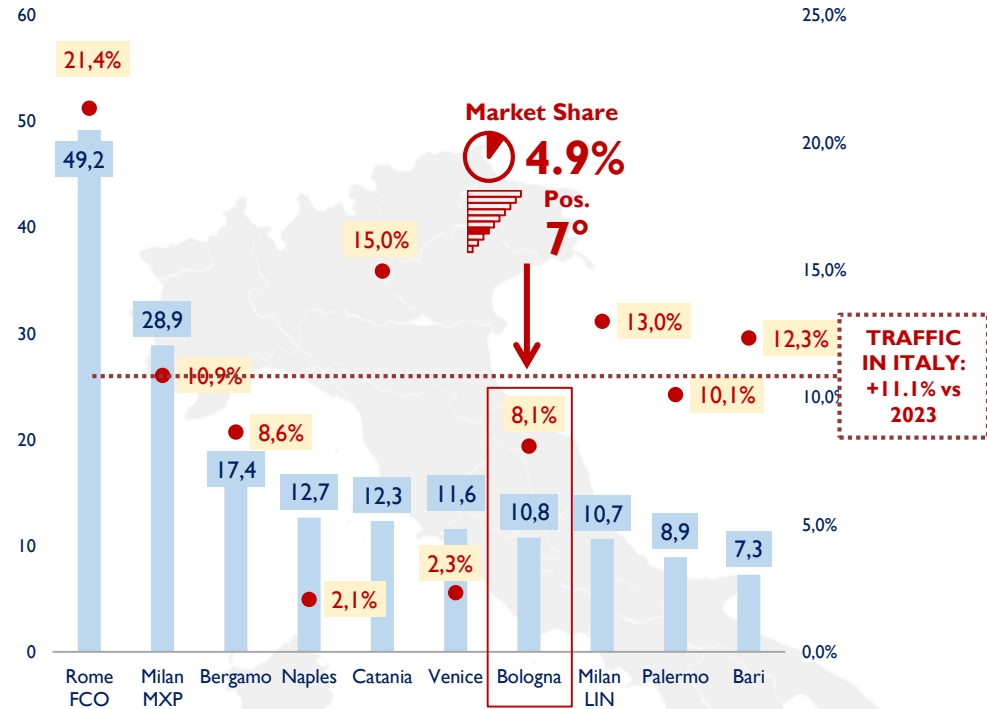 60
50
40
30
20
10
0
25,0%
20,0%
15,0%
10,0%
5,0%
0,0%
21,4%
49,2
28,9
10,9%
8,6%
17,4
12,7
2,1%
15,0%
12,3
11,6
2,3%
Market Share
4.9%
Pos.
7°
8,1%
10,8
13,0%
10,7
10,1%
8,9
12,3%
7,3
TRAFFIC
IN ITALY:
+11.1% vs
2023
Rome
FCO
Milan
MXP
Bergamo
Naples
Catania
Venice
Bologna
Milan
LIN
Palermo
Bari